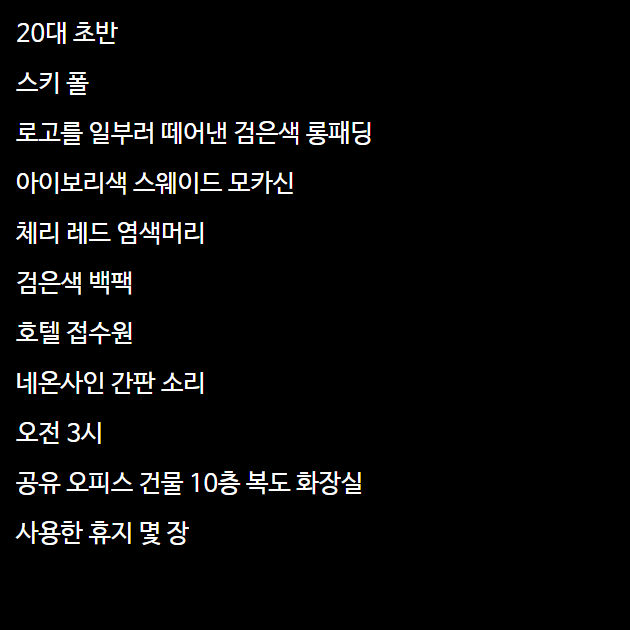 20대 초반
스키 폴
로고를 일부러 떼어낸 검은색 롱패딩
아이보리색 스웨이드 모카신
체리 레드 염색머리
검은색 백팩
호텔 접수원
네온사인 간판 소리
오전 3시
공유 오피스 건물 10층 복도 화장실
사용한 휴지 몇 장